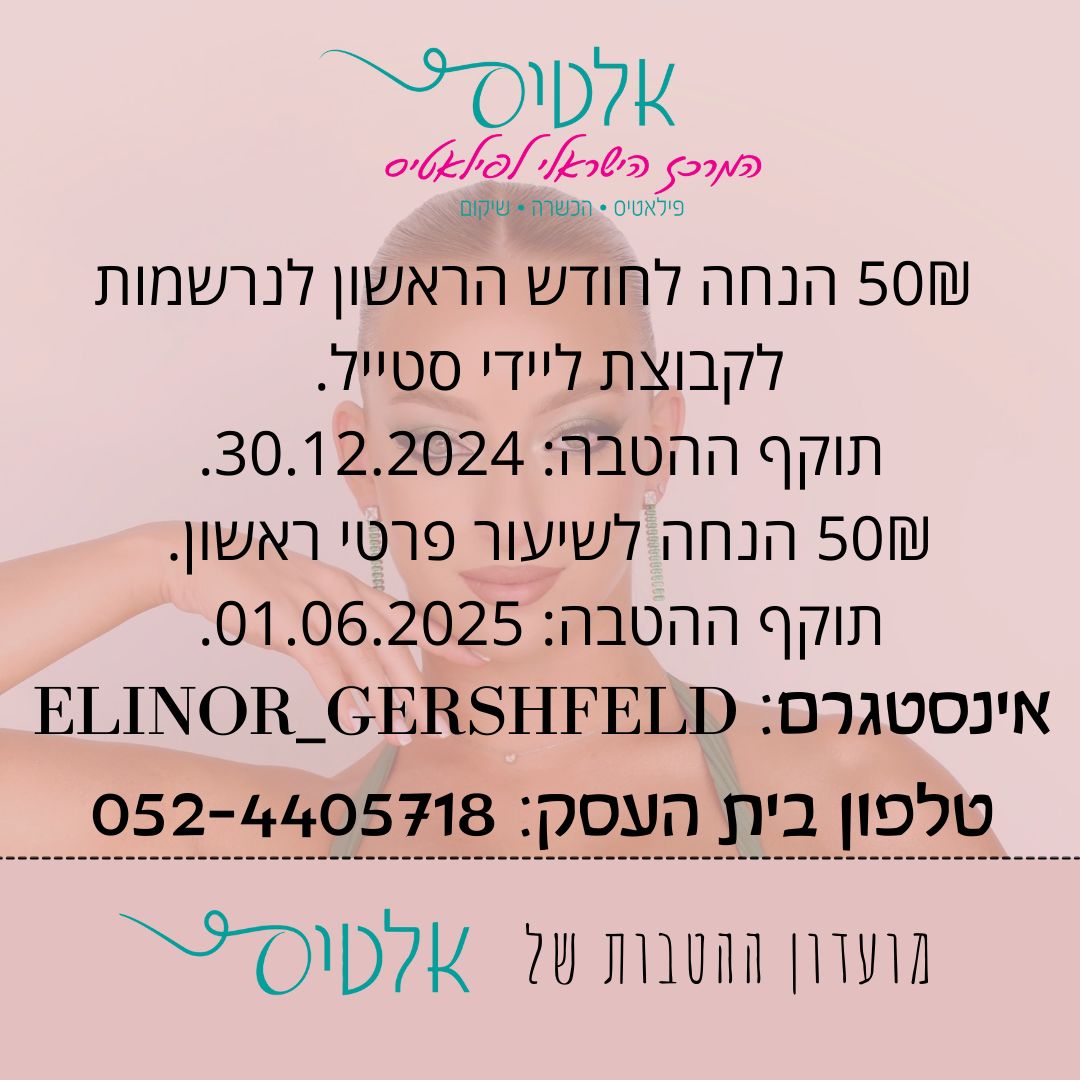 אלטיס
המרכז הישראלי לפילאטיס
פילאטיס • הכשרה • שיקום
50₪ הנחה לחודש הראשון לנרשמות
לקבוצת ליידי סטייל.
תוקף ההטבה: 30.12.2024.
50₪ הנחה לשיעור פרטי ראשון.
תוקף ההטבה: 01.06.2025.
אינסטגרם: ELINOR_GERSHFELD
טלפון בית העסק: 052-4405718
מועדון ההטבות של אלטיס